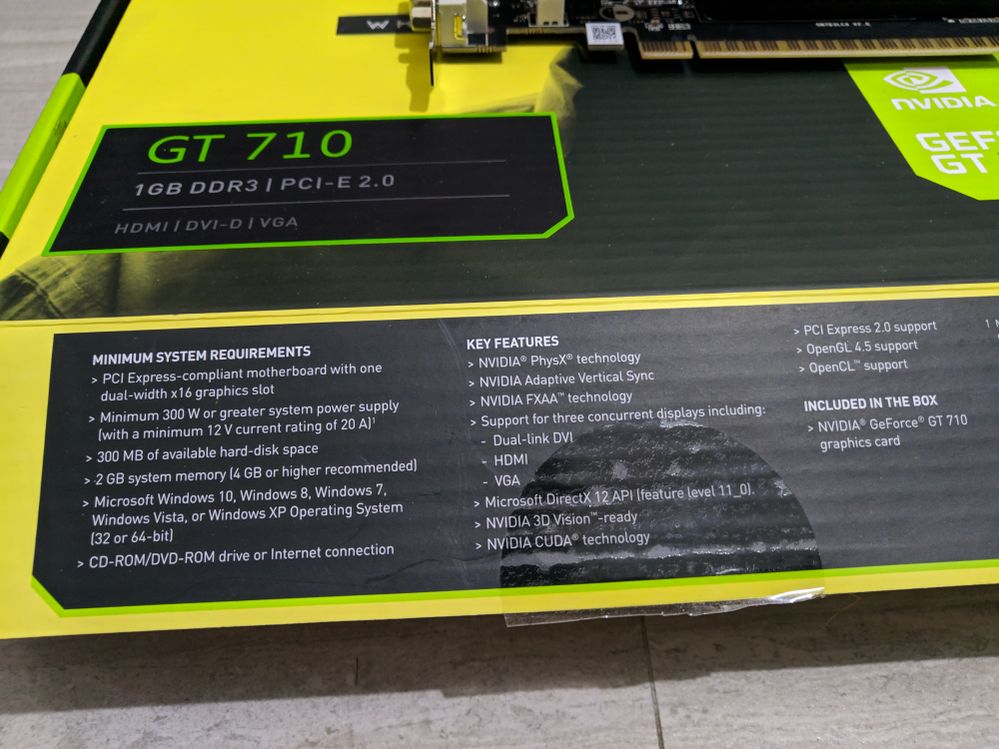 GT 710
1GB DDR3 | PCI-E 2.0
HDMI | DVI-D | VGA
NVIDIA
GT
MINIMUM SYSTEM REQUIREMENTS
> PCI Express-compliant motherboard with one
dual-width x16 graphics slot
> Minimum 300 W or greater system power supply
(with a minimum 12 V current rating of 20 A)¹
> 300 MB of available hard-disk space
> 2 GB system memory (4 GB or higher recommended)
> Microsoft Windows 10, Windows 8, Windows 7,
Windows Vista, or Windows XP Operating System
(32 or 64-bit)
> CD-ROM/DVD-ROM drive or Internet connection
KEY FEATURES
> NVIDIA® PhysX® technology
> NVIDIA Adaptive Vertical Sync
> NVIDIA FXAA™ technology
> Support for three concurrent displays including:
- Dual-link DVI
- HDMI
- VGA
> Microsoft DirectX 12 API (feature level 11_0).
> NVIDIA 3D Vision™-ready
> NVIDIA CUDA® technology
> PCI Express 2.0 support
> OpenGL 4.5 support
> OpenCL™ support
INCLUDED IN THE BOX
> NVIDIA® GeForce® GT 710
graphics card